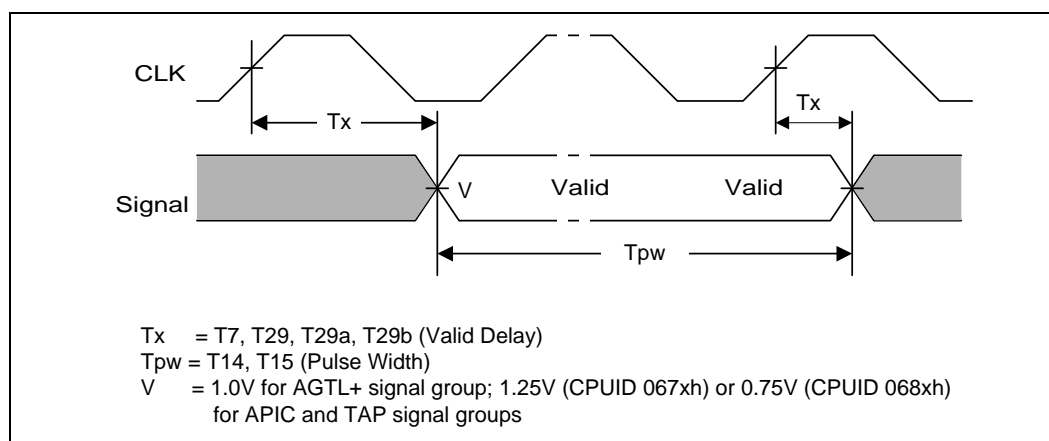 CLK
Tx
Tx
Signal
V
Valid
Valid
Tpw
Tx = T7, T29, T29a, T29b (Valid Delay)
Tpw = T14, T15 (Pulse Width)
V = 1.0V for AGTL+ signal group; 1.25V (CPUID 067xh) or 0.75V (CPUID 068xh)
for APIC and TAP signal groups